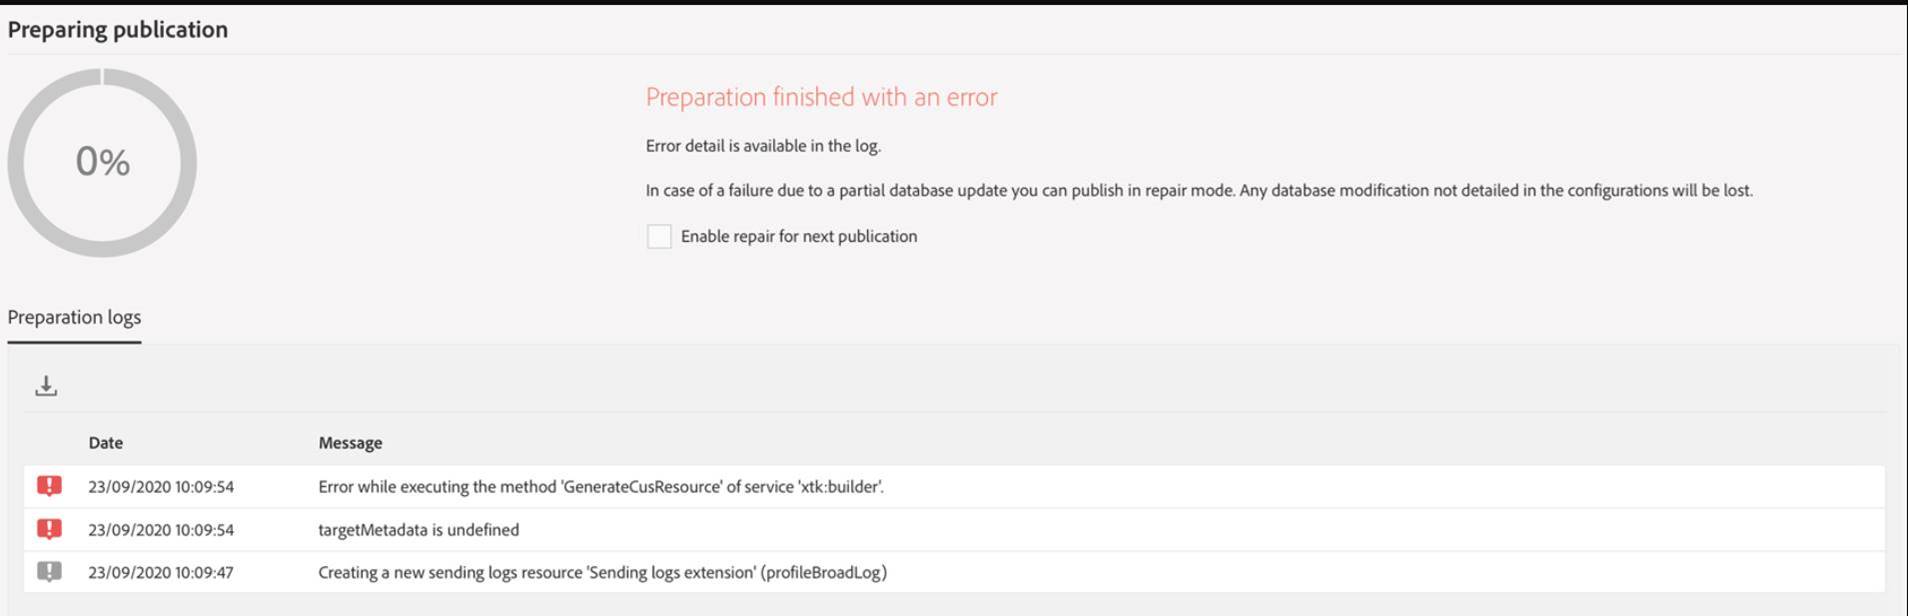 Preparing publication
0%
Preparation finished with an error
Error detail is available in the log.
In case of a failure due to a partial database update you can publish in repair mode. Any database modification not detailed in the configurations will be lost.
Enable repair for next publication
Preparation logs
Date Message
23/09/2020 10:09:54 Error while executing the method 'GenerateCusResource' of service 'xtk:builder'.
23/09/2020 10:09:54 targetMetadata is undefined
23/09/2020 10:09:47 Creating a new sending logs resource 'Sending logs extension' (profileBroadLog)